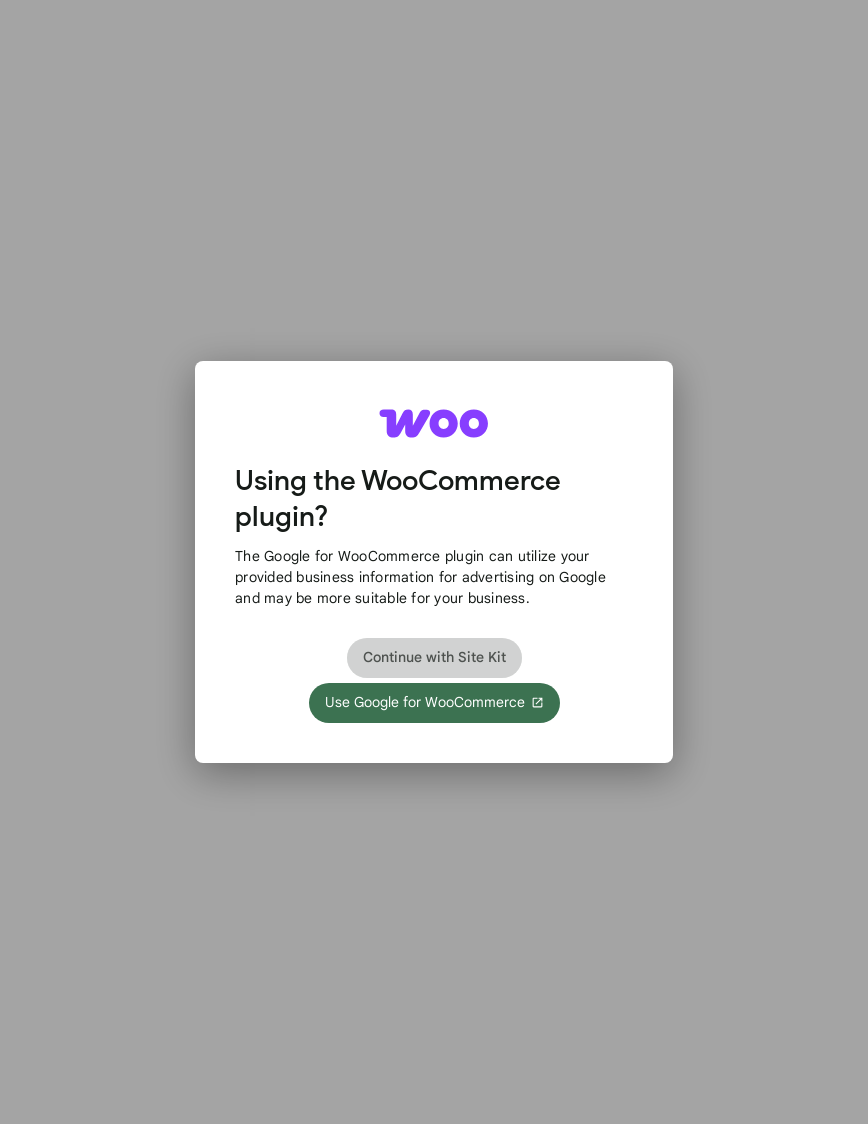 woo
Using the WooCommerce
plugin?
The Google for WooCommerce plugin can utilize your
provided business information for advertising on Google
and may be more suitable for your business.
Continue with Site Kit
Use Google for WooCommerce